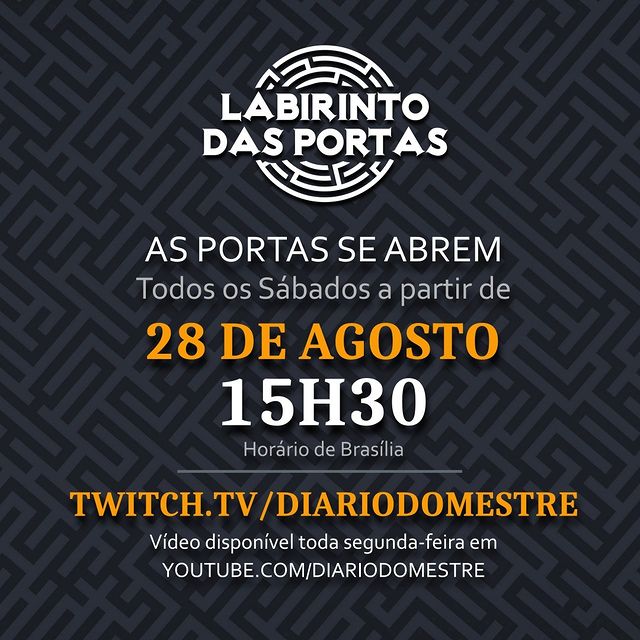 LABIRINTO
DAS PORTAS
AS PORTAS SE ABREM
Todos os Sábados a partir de
28 DE AGOSTO
15H30
Horário de Brasília
TWITCH.TV/DIARIODOMESTRE
Vídeo disponível toda segunda-feira em
YOUTUBE.COM/DIARIODOMESTRE